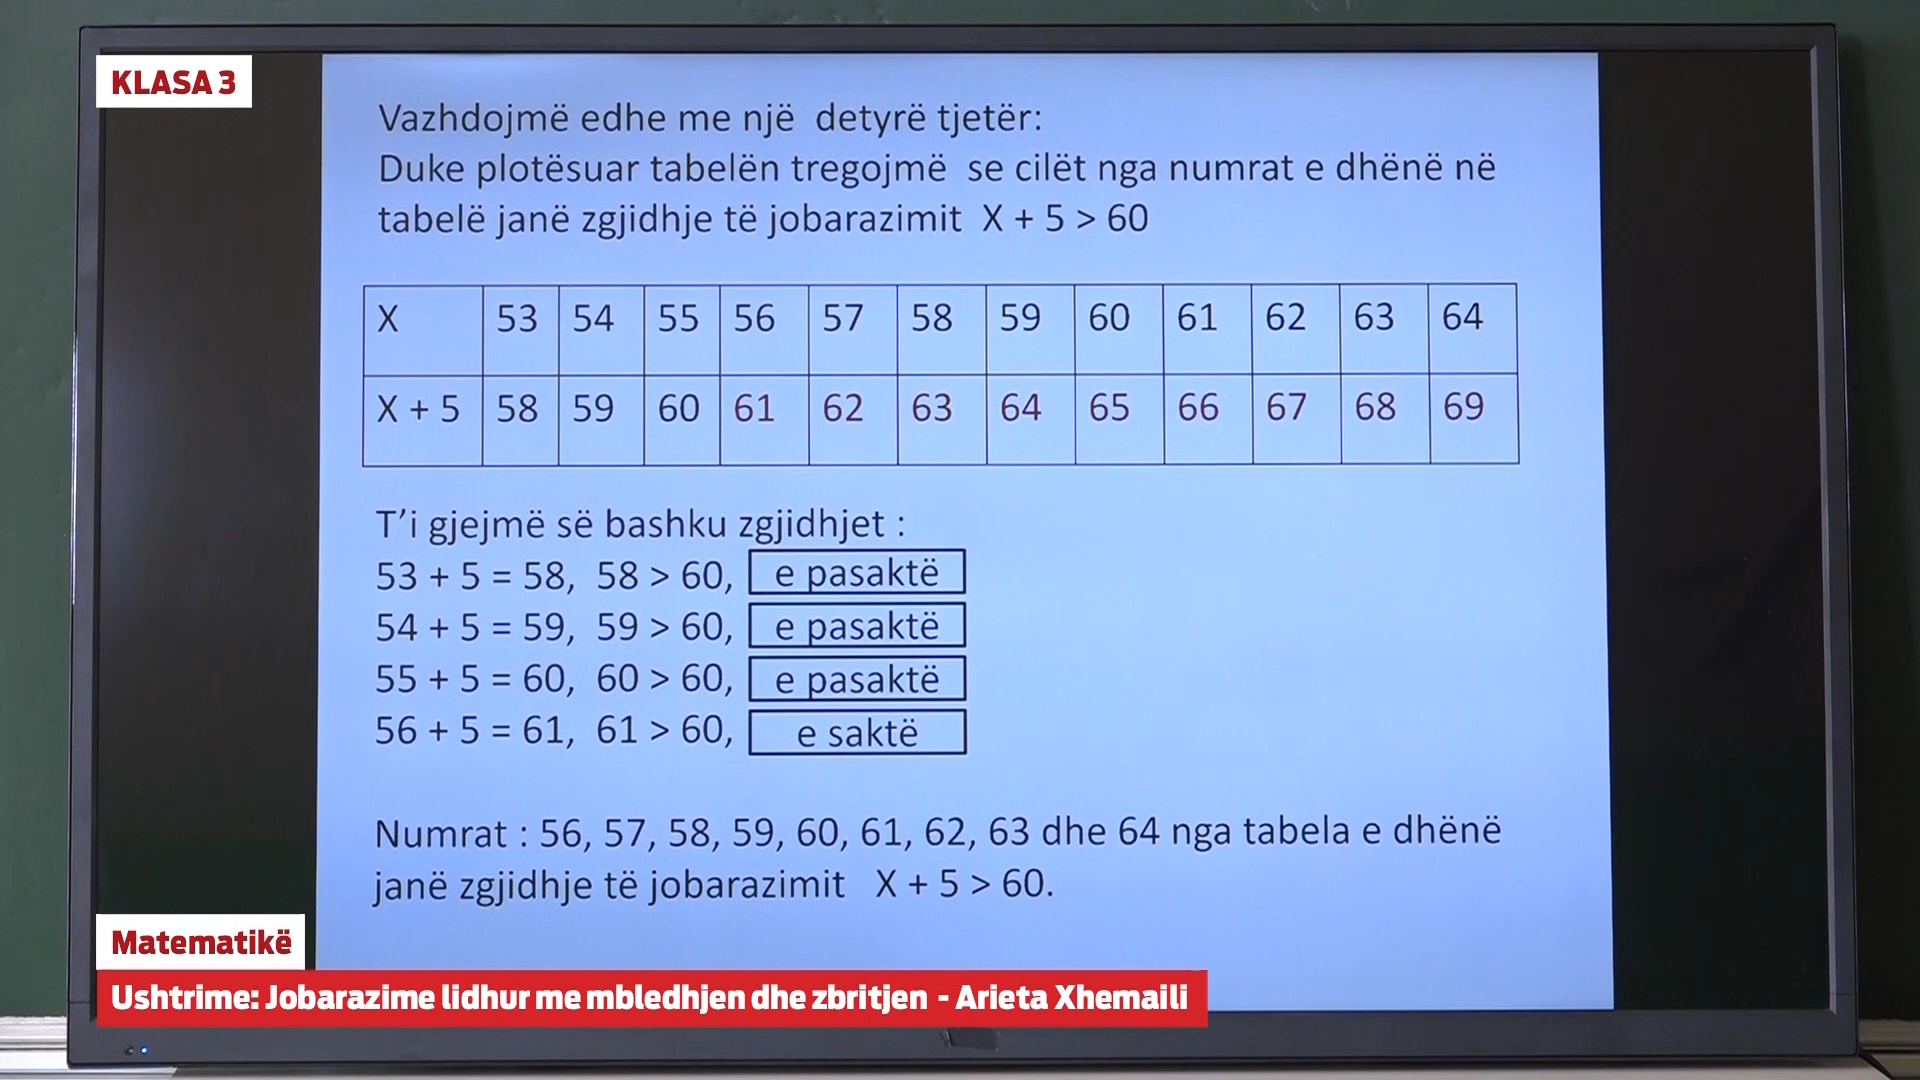 KLASA 3
Vazhdojmë edhe me një detyrë tjetër:
Duke plotësuar tabelën tregojmë se cilët nga numrat e dhënë në
tabelë janë zgjidhje të jobarazimit X + 5 > 60
X 53 54 55 56 57 58 59 60 61 62 63 64
X + 5 58 59 60 61 62 63 64 65 66 67 68 69
T’i gjejmë së bashku zgjidhjet :
53 + 5 = 58, 58 > 60, e pasaktë
54 + 5 = 59, 59 > 60, e pasaktë
55 + 5 = 60, 60 > 60, e pasaktë
56 + 5 = 61, 61 > 60, e saktë
Numrat : 56, 57, 58, 59, 60, 61, 62, 63 dhe 64 nga tabela e dhënë
janë zgjidhje të jobarazimit X + 5 > 60.
Matematikë
Ushtrime: Jobarazime lidhur me mbledhjen dhe zbritjen - Arieta Xhemaili